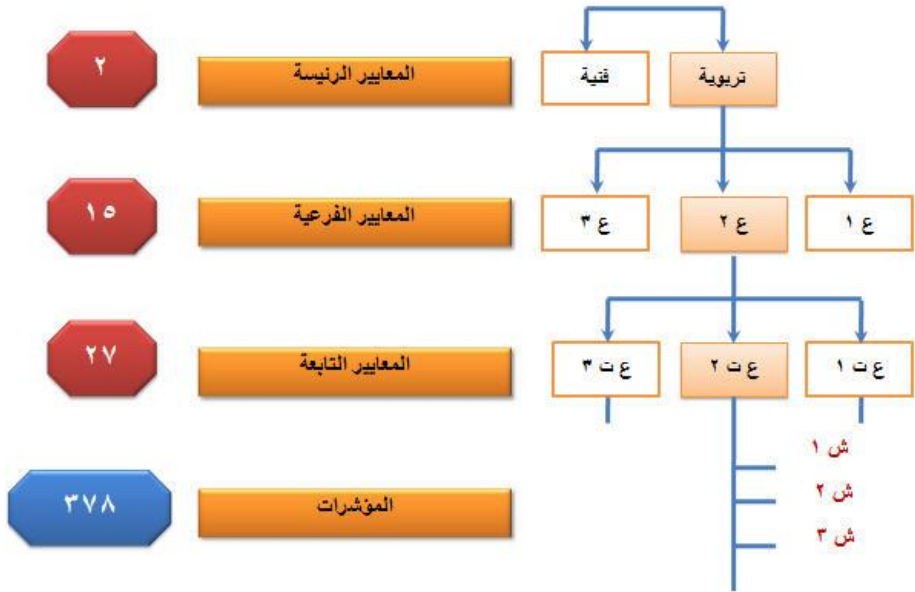 تربوية
فنية
المعايير الرئيسة
٢
ع ١
ع ٢
ع ٣
المعايير الفرعية
١٥
ع ت ١
ع ت ٢
ع ت ٣
المعايير التابعة
٢٧
ش ١
ش ٢
ش ٣
المؤشرات
٣٧٨